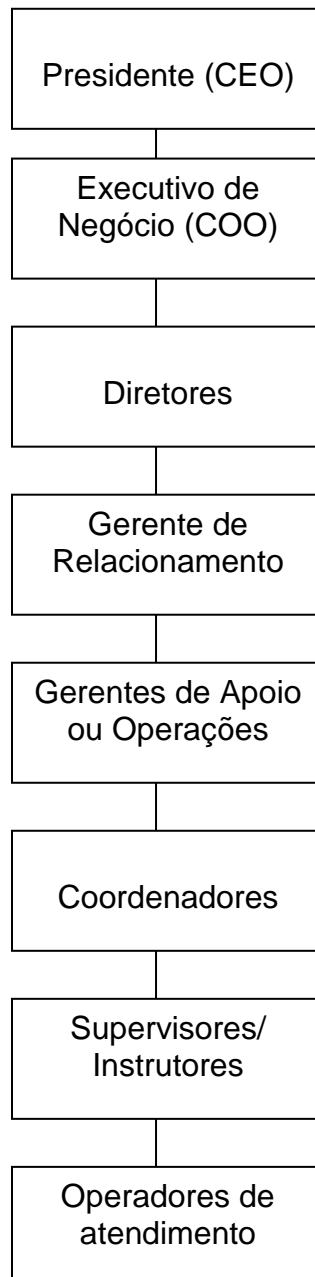 Presidente (CEO)
Executivo de
Negócio (COO)
Diretores
Gerente de
Relacionamento
Gerentes de Apoio
ou Operações
Coordenadores
Supervisores/
Instrutores
Operadores de
atendimento